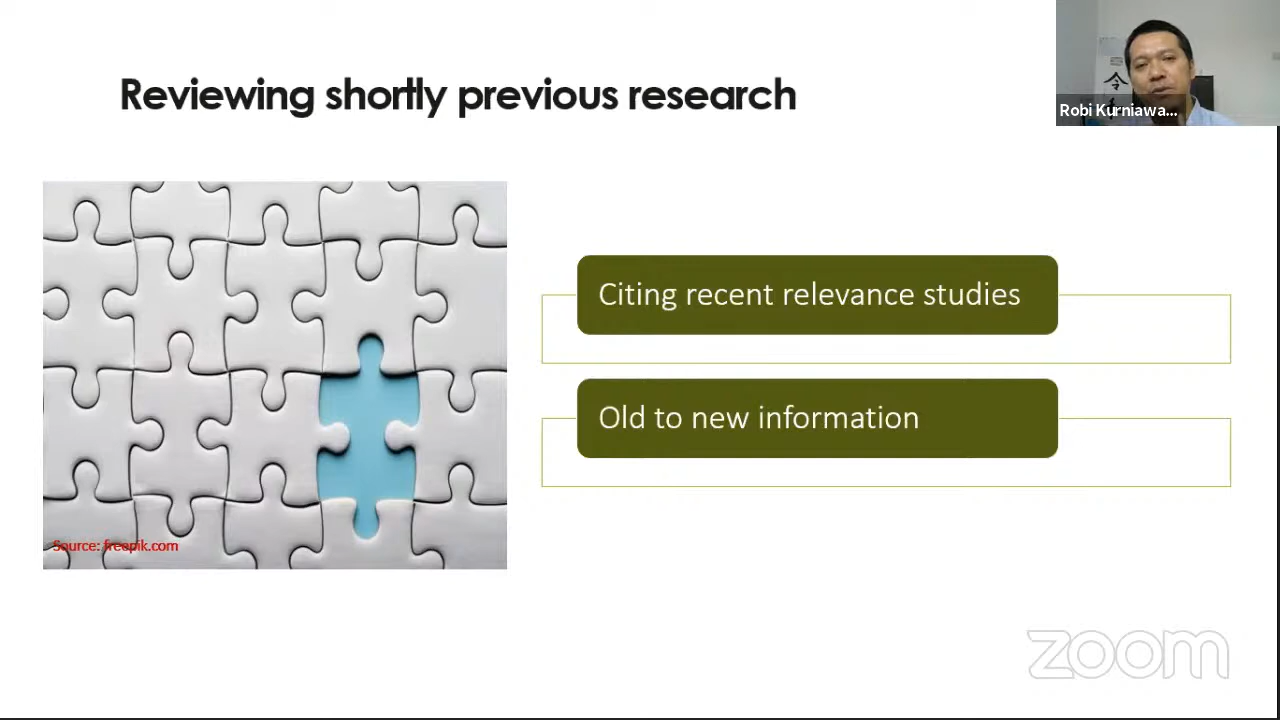 Reviewing shortly previous research
Robi Kurniawa...
Citing recent relevance studies
Old to new information
Source: freepik.com
zoom